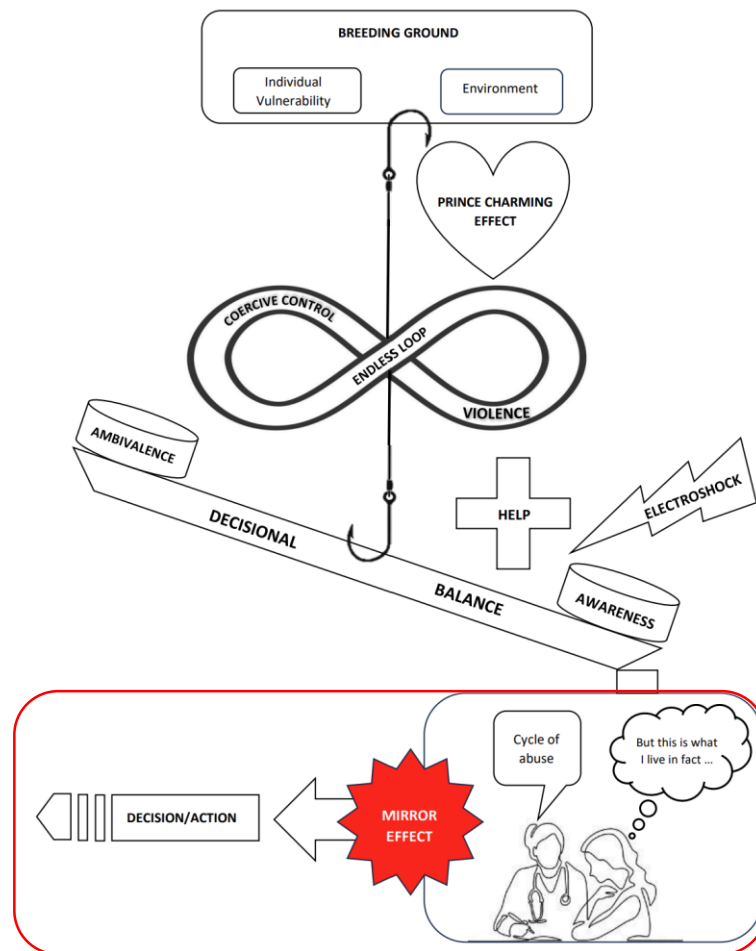 BREEDING GROUND
Individual
Vulnerability
Environment
PRINCE CHARMING
EFFECT
COERCIVE CONTROL
ENDLESS LOOP
VIOLENCE
AMBIVALENCE
DECISIONAL
BALANCE
HELP
ELECTROSHOCK
AWARENESS
Cycle of
abuse
But this is what
I live in fact ...
MIRROR
EFFECT
DECISION/ACTION